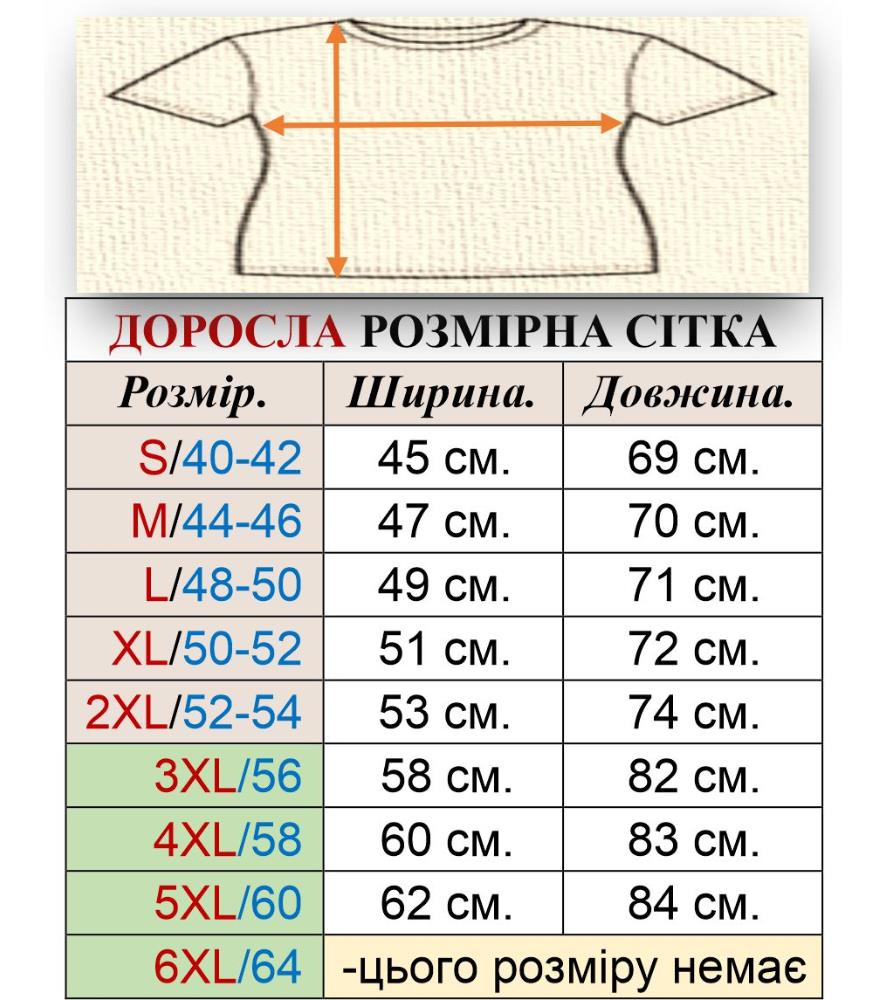 ДОРОСЛА РОЗМІРНА СІТКА
Розмір. Ширина. Довжина.
S/40-42 45 см. 69 см.
M/44-46 47 см. 70 см.
L/48-50 49 см. 71 см.
XL/50-52 51 см. 72 см.
2XL/52-54 53 см. 74 см.
3XL/56 58 см. 82 см.
4XL/58 60 см. 83 см.
5XL/60 62 см. 84 см.
6XL/64 -цього розміру немає